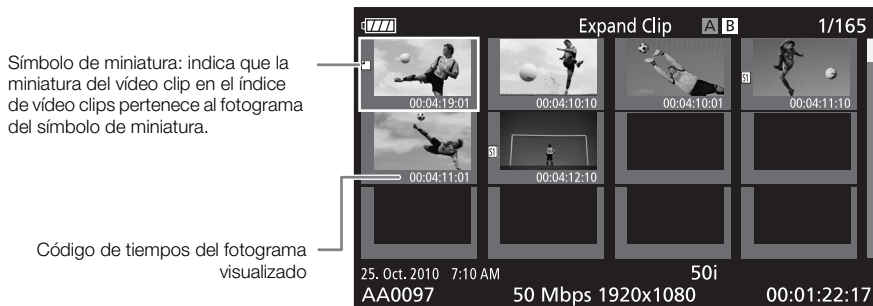 Expand Clip A B 1/165
Símbolo de miniatura: indica que la
miniatura del vídeo clip en el índice
de vídeo clips pertenece al fotograma
del símbolo de miniatura.
00:04:19:01 00:04:10:10 00:04:10:01 S1 00:04:11:10
00:04:11:01 S1 00:04:12:10
Código de tiempos del fotograma
visualizado
25. Oct. 2010 7:10 AM 50i
AA0097 50 Mbps 1920x1080 00:01:22:17